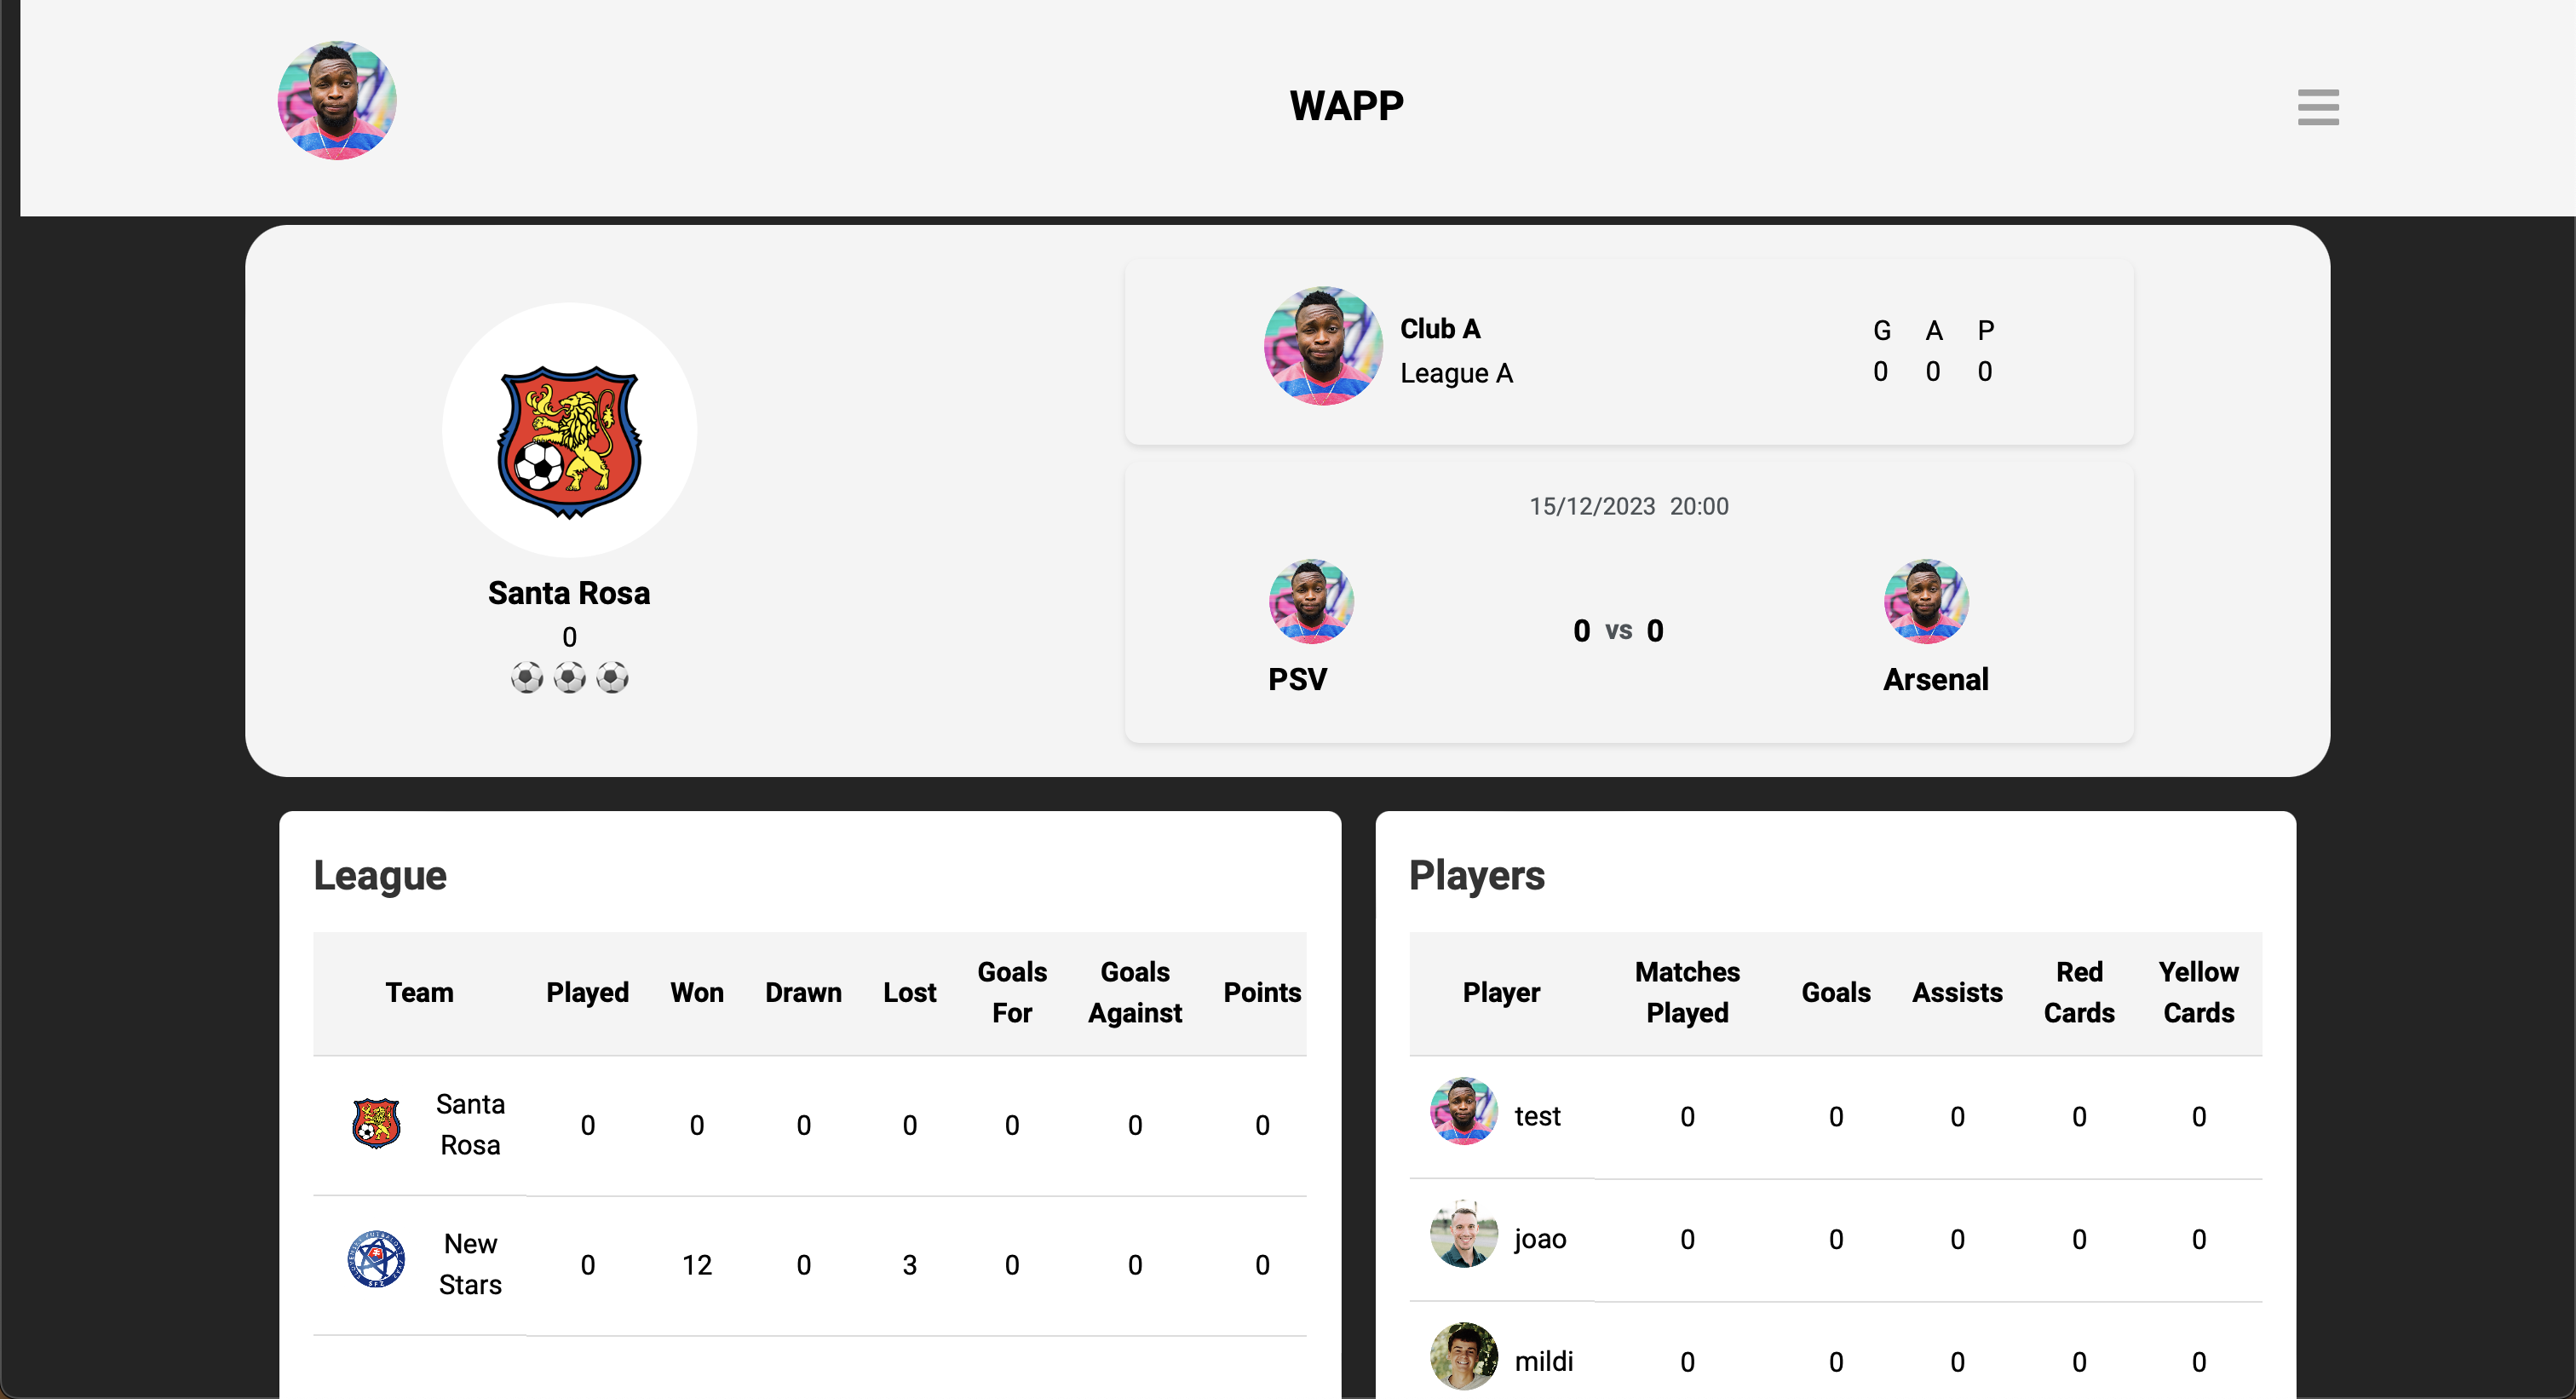 WAPP
Santa Rosa
0
Club A
League A
G A P
0 0 0
15/12/2023 20:00
0 vs 0
PSV
Arsenal
League
Team Played Won Drawn Lost Goals For Goals Against Points
Santa Rosa 0 0 0 0 0 0 0
New Stars 0 12 0 3 0 0 0
Players
Player Matches Played Goals Assists Red Cards Yellow Cards
test 0 0 0 0 0
joao 0 0 0 0 0
mildi 0 0 0 0 0